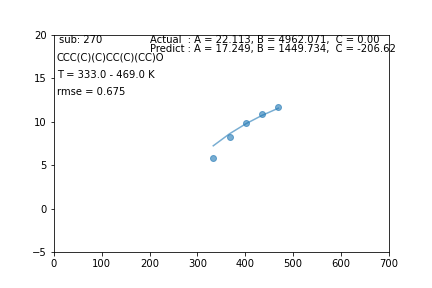 sub: 270
Actual : A = 22.113, B = 4962.071, C = 0.00
Predict : A = 17.249, B = 1449.734, C = -206.62
CCC(C)(C)CC(C)(CC)O
T = 333.0 - 469.0 K
rmse = 0.675
20
15
10
5
0
−5
0 100 200 300 400 500 600 700